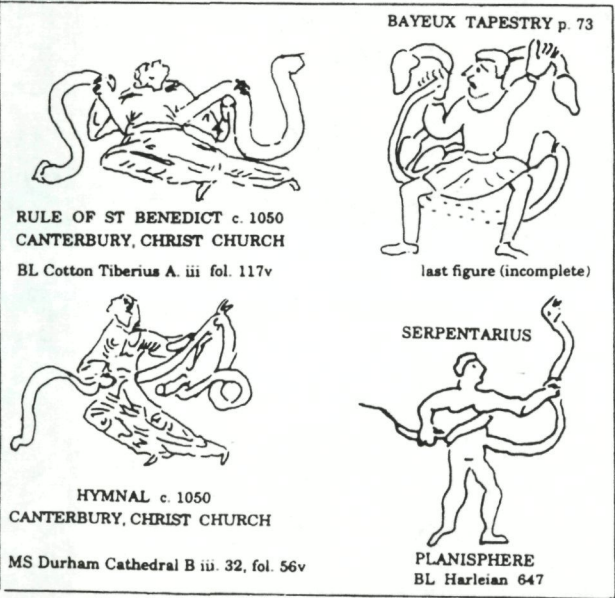 BAYEUX TAPESTRY p. 73
RULE OF ST BENEDICT c. 1050
CANTERBURY, CHRIST CHURCH
BL Cotton Tiberius A. iii fol. 117v
last figure (incomplete)
SERPENTARIUS
HYMNAL c. 1050
CANTERBURY, CHRIST CHURCH
MS Durham Cathedral B iii. 32, fol. 56v
PLANISPHERE
BL Harleian 647